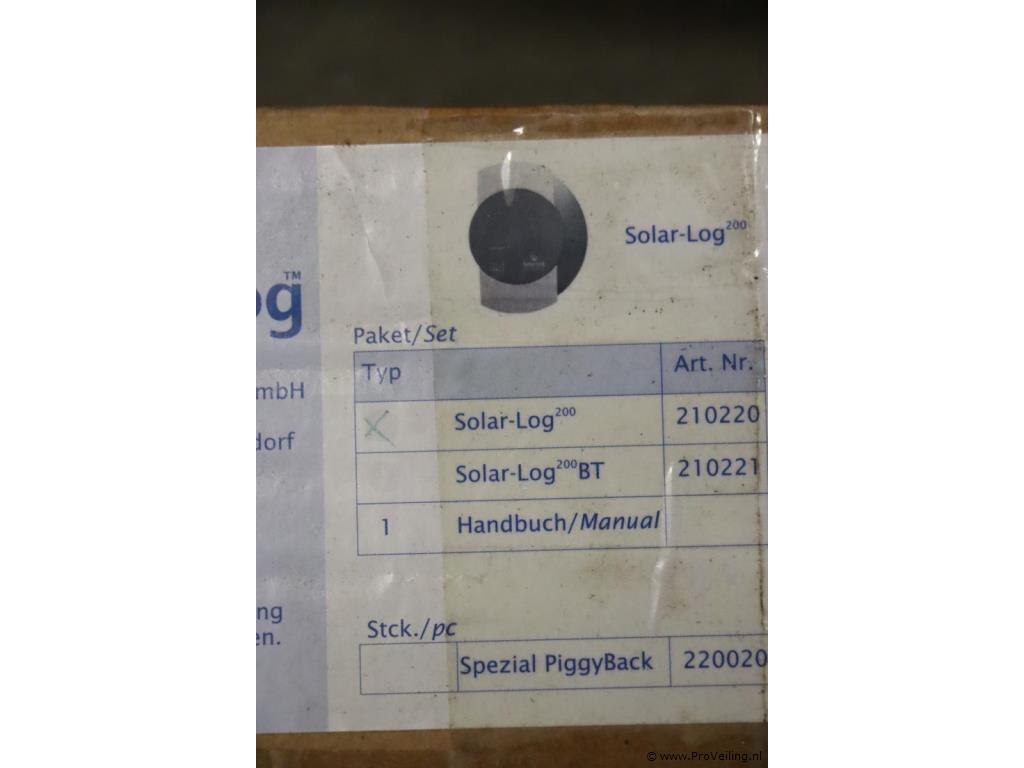 Solar-Log200
og™
Paket/Set
Typ Art. Nr.
mbH
Solar-Log200 210220
dorf
Solar-Log200BT 210221
1 Handbuch/Manual
ng
en.
Stck./pc
Spezial PiggyBack 220020
© www.ProVeiling.nl